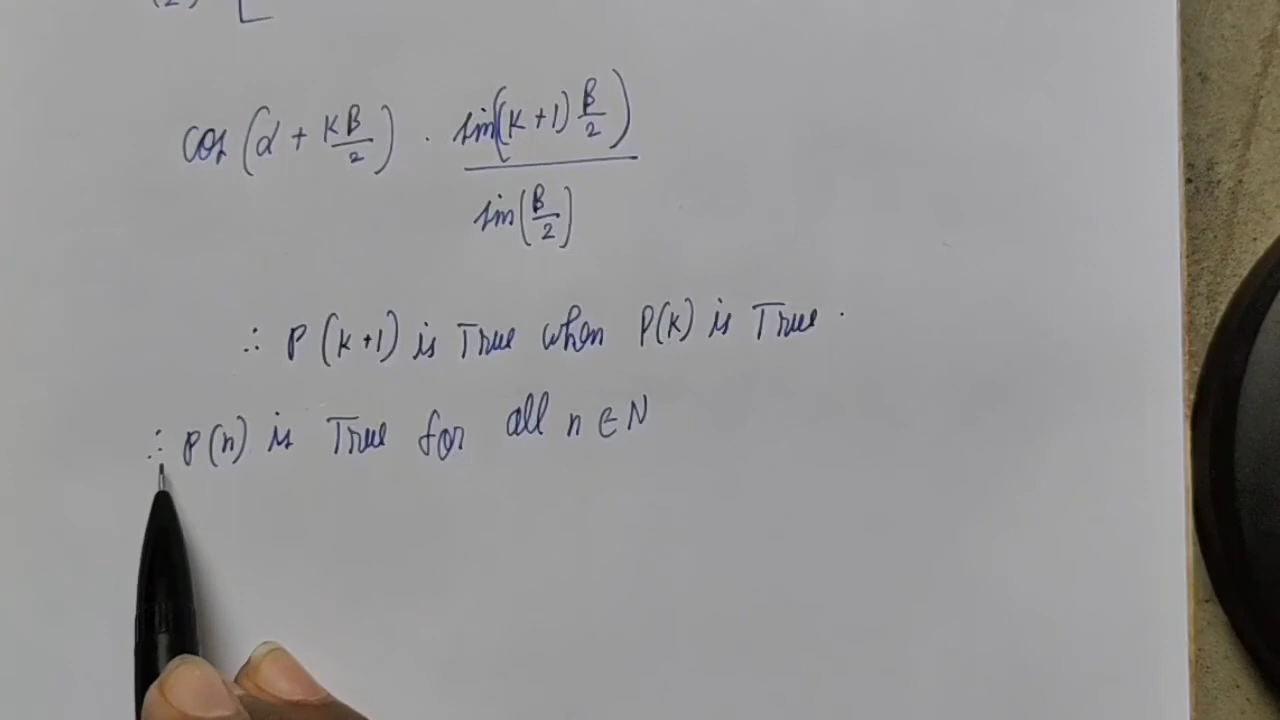 cos(α + kβ/2) · sin((k+1)β/2) / sin(β/2)
∴ P(k+1) is True when P(k) is True.
∴ P(n) is True for all n ∈ N